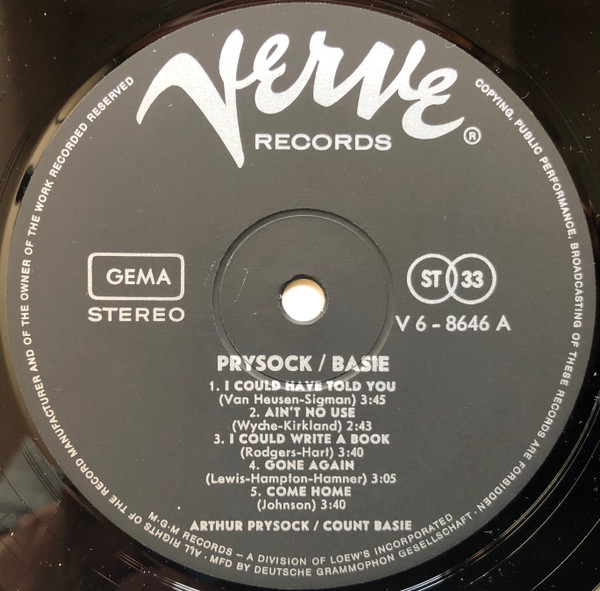 Verve
RECORDS
®
GEMA
STEREO
ST 33
V 6 - 8646 A
PRYSOCK / BASIE
1. I COULD HAVE TOLD YOU
(Van Heusen-Sigman) 3:45
2. AIN'T NO USE
(Wyche-Kirkland) 2:43
3. I COULD WRITE A BOOK
(Rodgers-Hart) 3:40
4. GONE AGAIN
(Lewis-Hampton-Hamner) 3:05
5. COME HOME
(Johnson) 3:40
ARTHUR PRYSOCK / COUNT BASIE
M·G·M RECORDS – A DIVISION OF LOEW'S INCORPORATED
· ALL RIGHTS OF THE RECORD MANUFACTURER AND OF THE OWNER OF THE WORK RECORDED RESERVED
COPYING, PUBLIC PERFORMANCE, BROADCASTING OF THESE RECORDS ARE FORBIDDEN ·
MFD BY DEUTSCHE GRAMMOPHON GESELLSCHAFT ·